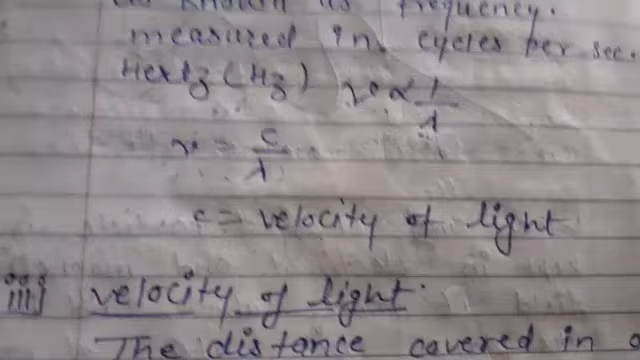 as known as frequency.
measured in cycles per sec.
Hertz (Hz) ν ∝ 1/λ
ν = c/λ
c = velocity of light
iii) velocity of light.
The distance covered in